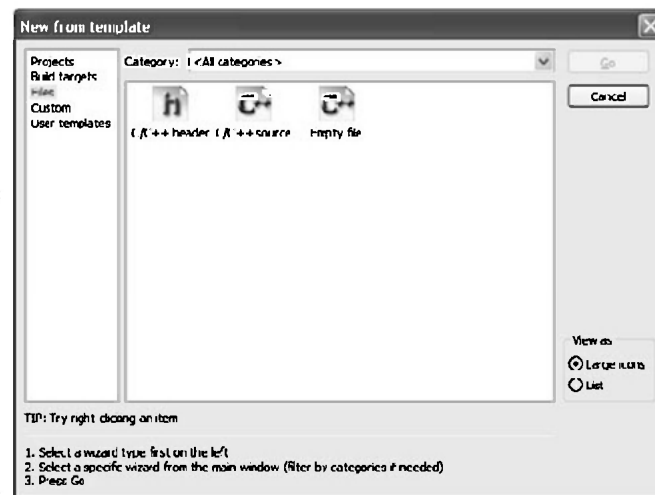 New from template
Projects
Build targets
Files
Custom
User templates
Category: <All categories>
Go
Cancel
h
C++
C++
C/C++ header
C/C++ source
Empty file
View as
Large icons
List
TIP: Try right clicking an item
1. Select a wizard type first on the left
2. Select a specific wizard from the main window (filter by categories if needed)
3. Press Go